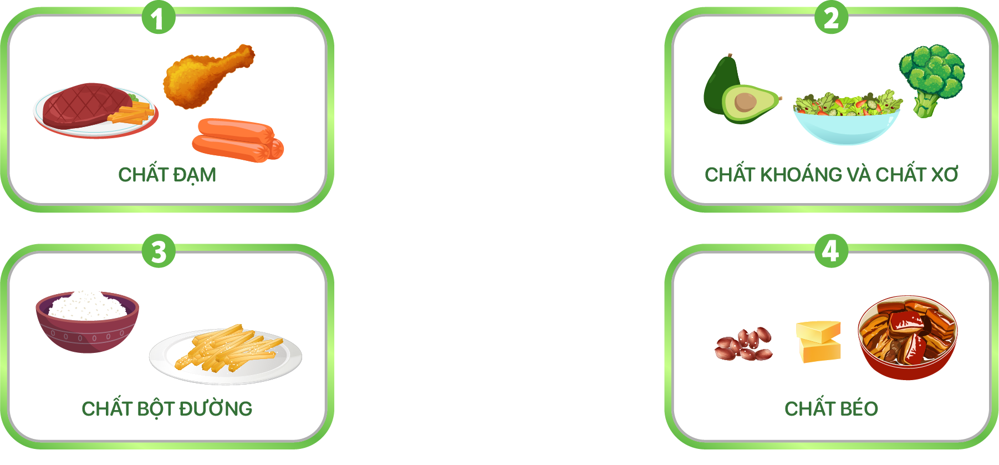 1
CHẤT ĐẠM
2
CHẤT KHOÁNG VÀ CHẤT XƠ
3
CHẤT BỘT ĐƯỜNG
4
CHẤT BÉO